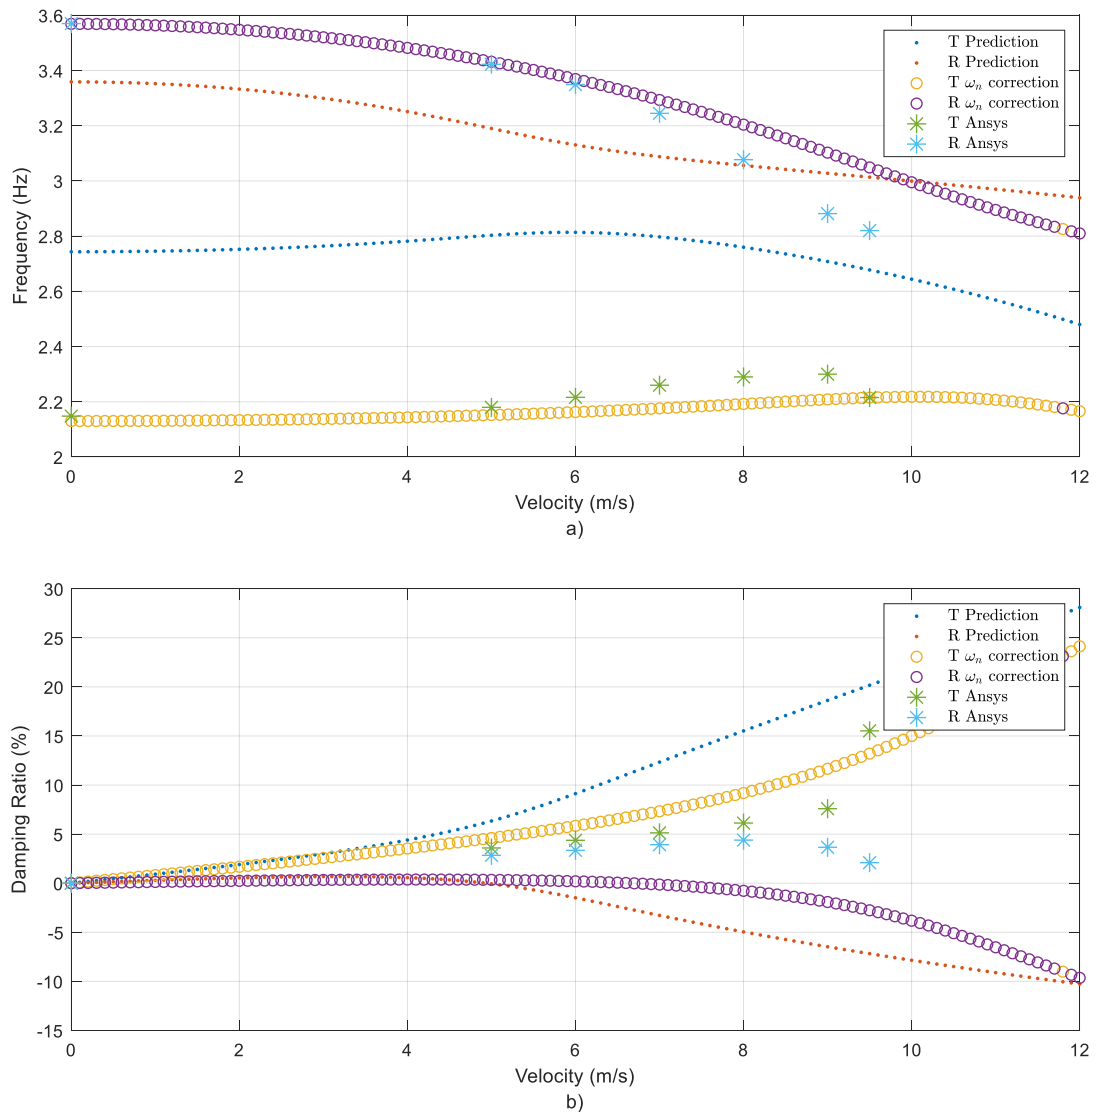 3.6
3.4
3.2
3
2.8
2.6
2.4
2.2
2
Frequency (Hz)
T Prediction
R Prediction
T ωn correction
R ωn correction
T Ansys
R Ansys
0 2 4 6 8 10 12
Velocity (m/s)
a)
30
25
20
15
10
5
0
-5
-10
-15
Damping Ratio (%)
T Prediction
R Prediction
T ωn correction
R ωn correction
T Ansys
R Ansys
0 2 4 6 8 10 12
Velocity (m/s)
b)